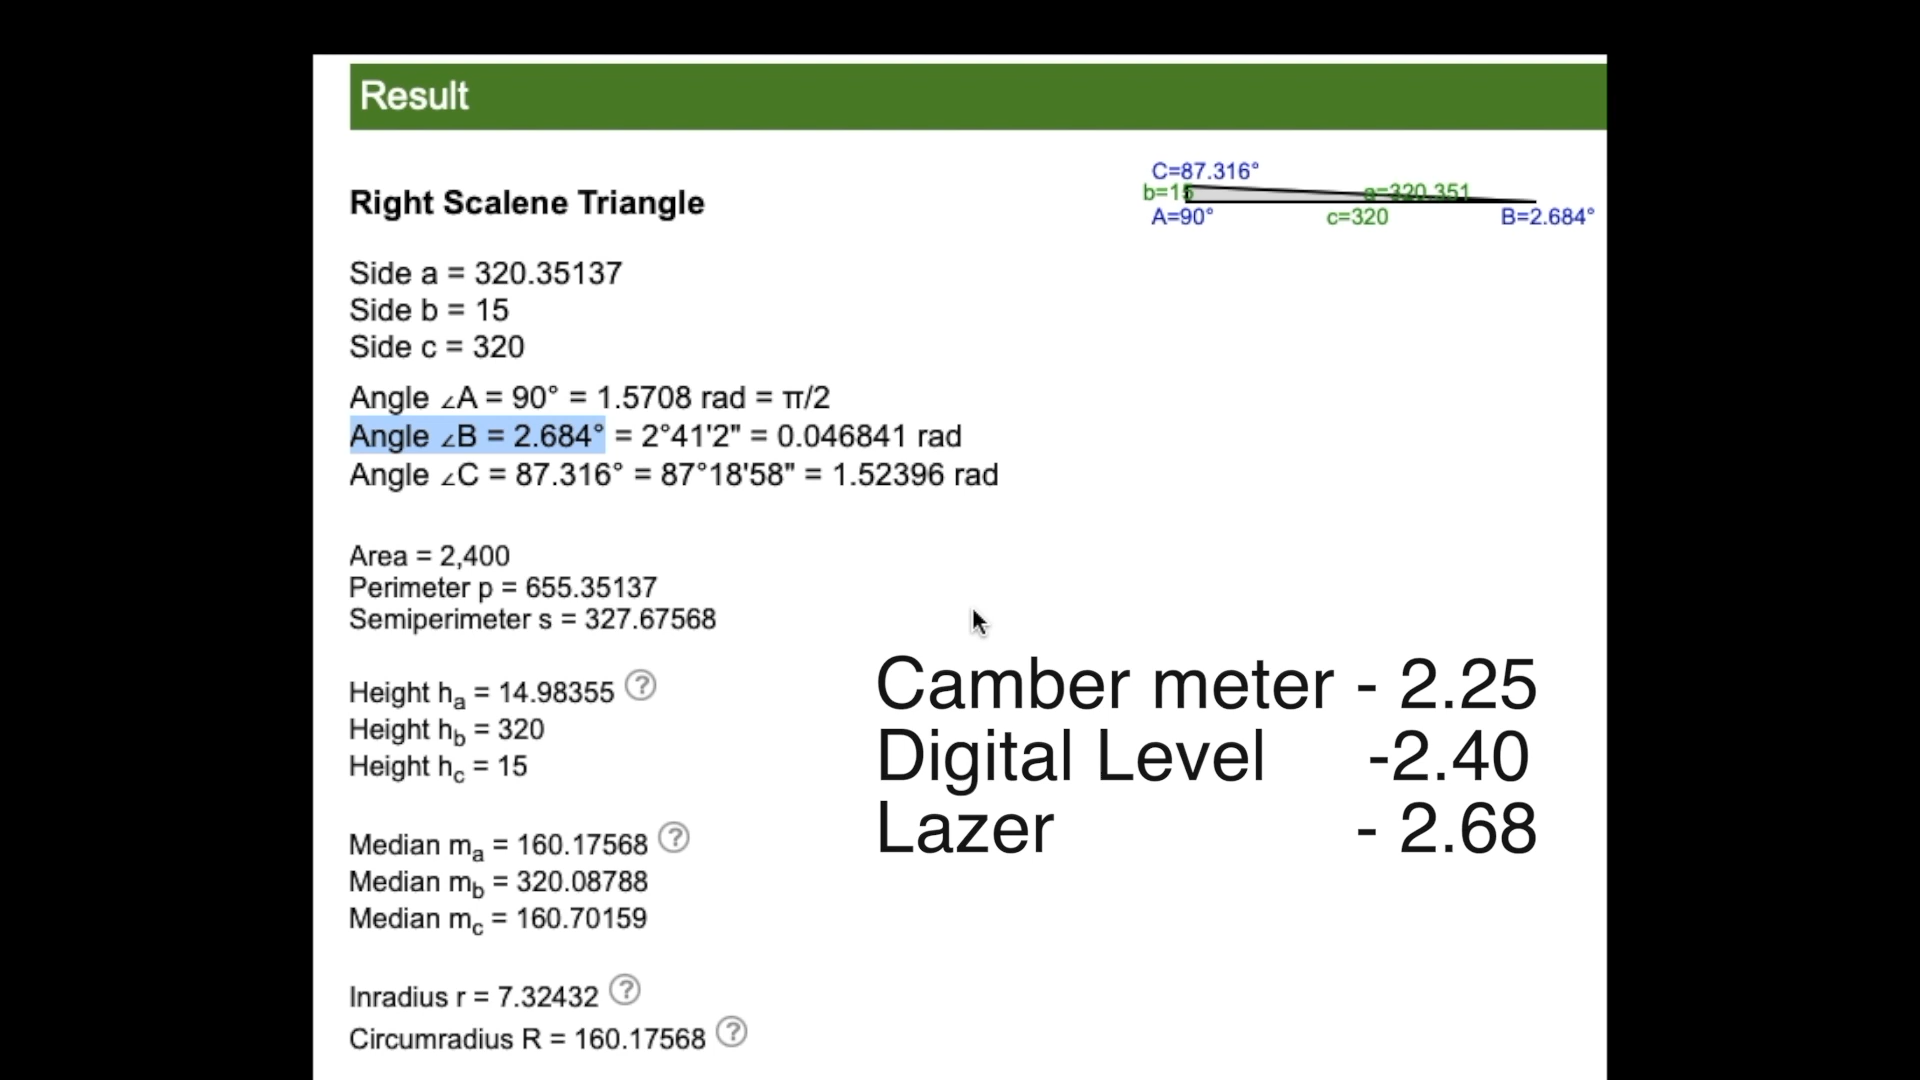 Result
C=87.316°
b=15
a=320.351
A=90°
c=320
B=2.684°
Right Scalene Triangle
Side a = 320.35137
Side b = 15
Side c = 320
Angle ∠A = 90° = 1.5708 rad = π/2
Angle ∠B = 2.684° = 2°41'2" = 0.046841 rad
Angle ∠C = 87.316° = 87°18'58" = 1.52396 rad
Area = 2,400
Perimeter p = 655.35137
Semiperimeter s = 327.67568
Height ha = 14.98355 ?
Height hb = 320
Height hc = 15
Median ma = 160.17568 ?
Median mb = 320.08788
Median mc = 160.70159
Inradius r = 7.32432 ?
Circumradius R = 160.17568 ?
Camber meter - 2.25
Digital Level -2.40
Lazer - 2.68